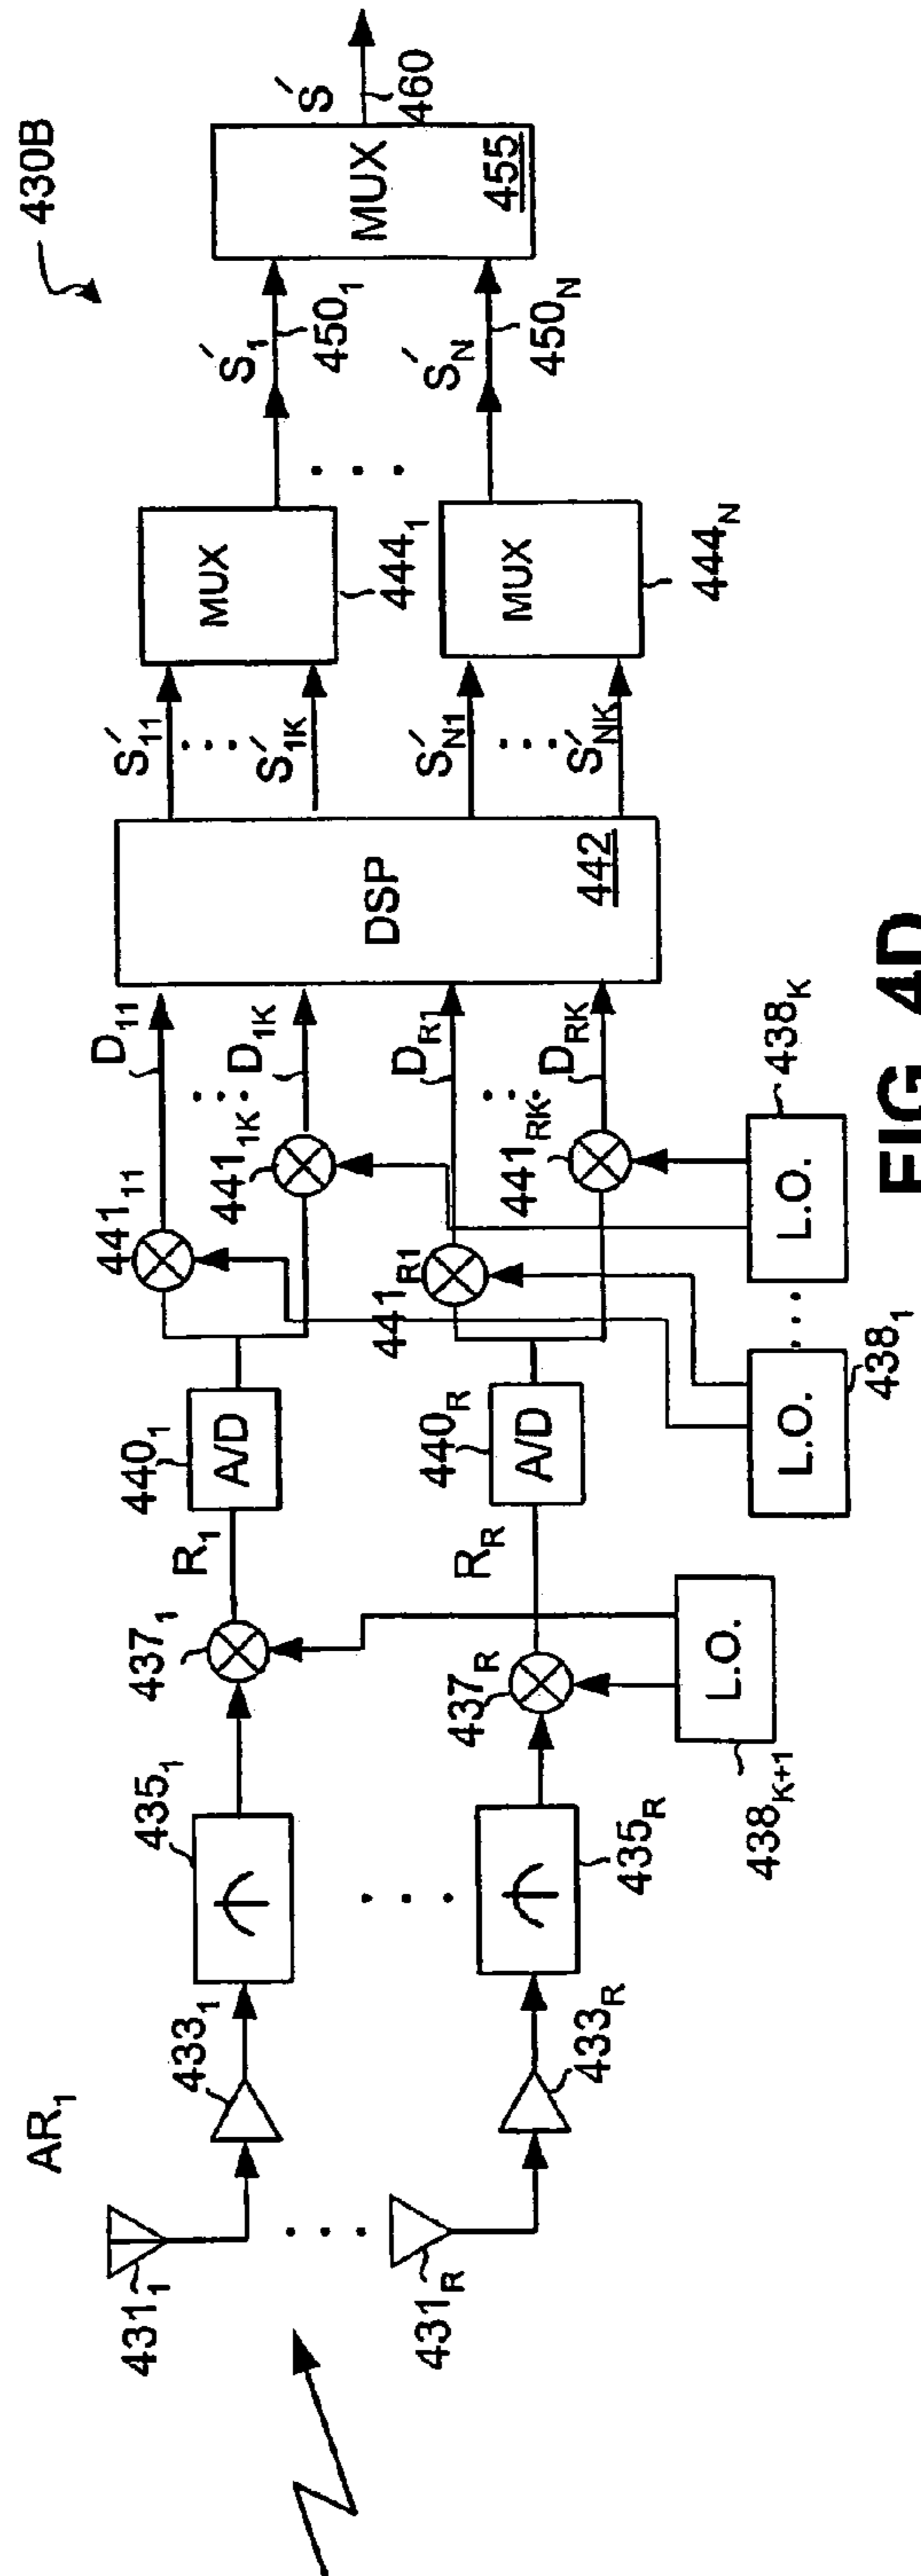 430B
AR₁
431₁
433₁
435₁
437₁
R₁
440₁
A/D
441₁₁
D₁₁
441₁K
D₁K
DSP
442
S′₁₁
S′₁K
MUX
444₁
S′₁
450₁
MUX
455
S′
460
431R
433R
435R
437R
RR
440R
A/D
441R₁
DR₁
441RK
DRK
S′N₁
S′NK
MUX
444N
S′N
450N
L.O.
438K+1
L.O.
438₁
L.O.
438K
FIG 4D